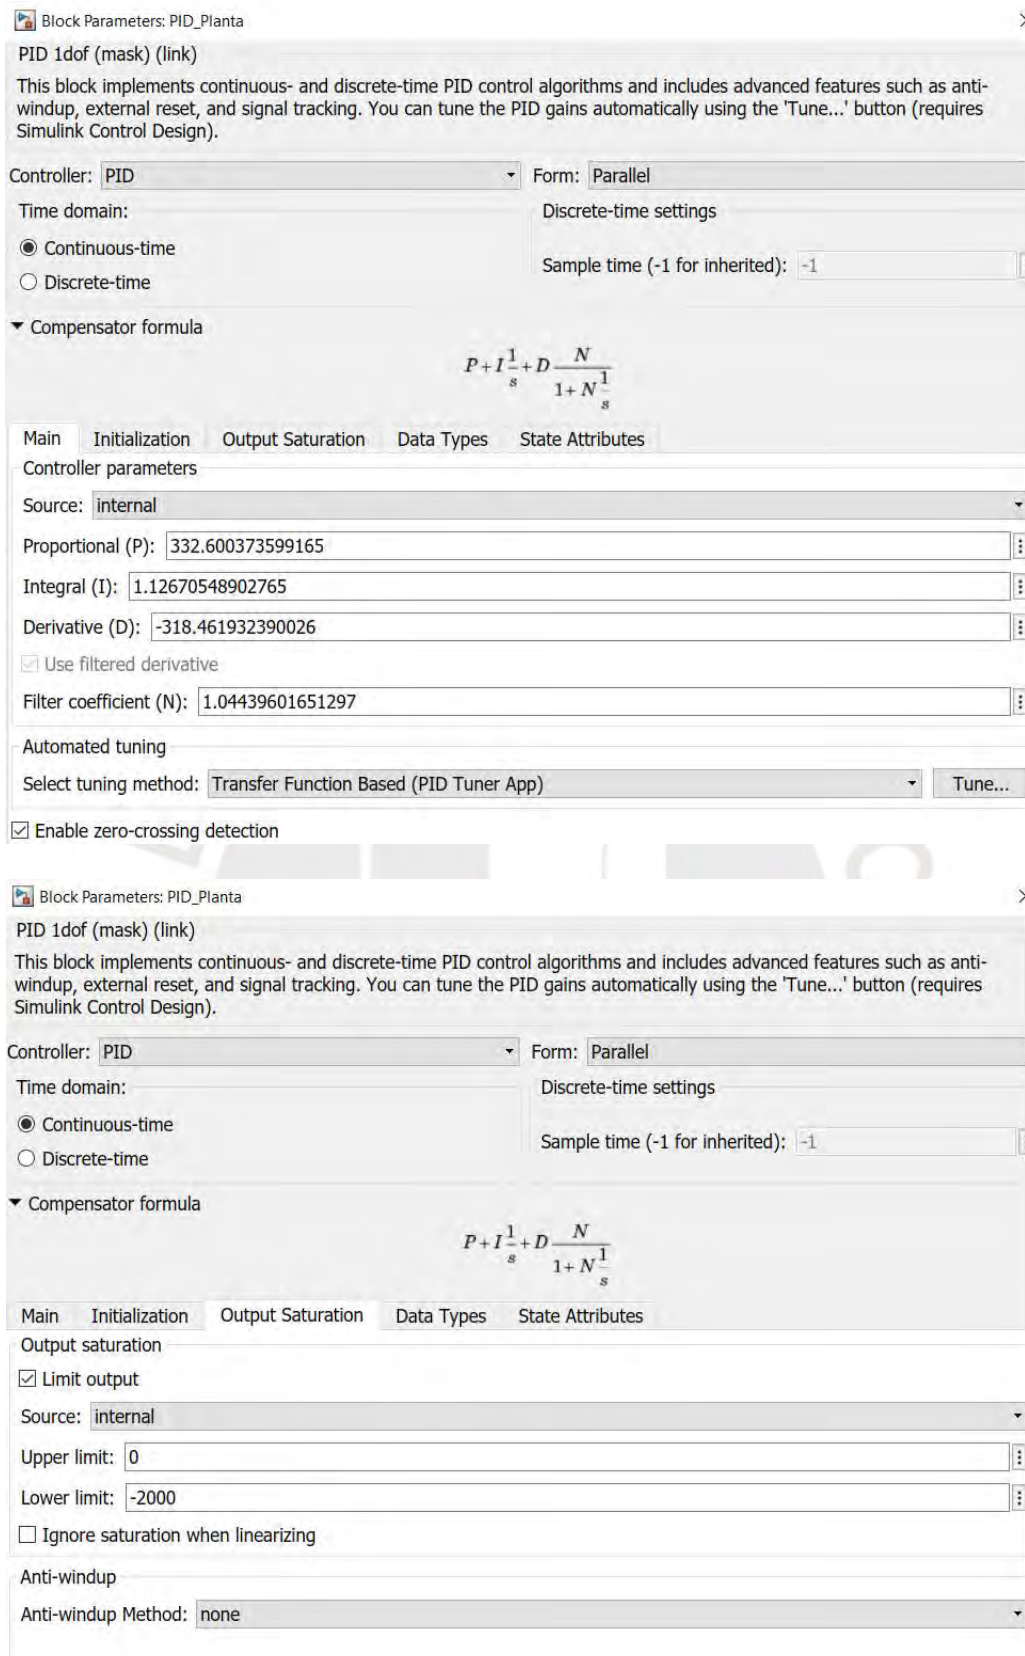 Block Parameters: PID_Planta
PID 1dof (mask) (link)
This block implements continuous- and discrete-time PID control algorithms and includes advanced features such as anti-
windup, external reset, and signal tracking. You can tune the PID gains automatically using the 'Tune...' button (requires
Simulink Control Design).
Controller: PID Form: Parallel
Time domain: Discrete-time settings
Continuous-time
Discrete-time
Sample time (-1 for inherited): -1
Compensator formula
P + I 1/s + D N/(1 + N 1/s)
Main Initialization Output Saturation Data Types State Attributes
Controller parameters
Source: internal
Proportional (P): 332.600373599165
Integral (I): 1.12670548902765
Derivative (D): -318.461932390026
Use filtered derivative
Filter coefficient (N): 1.04439601651297
Automated tuning
Select tuning method: Transfer Function Based (PID Tuner App) Tune...
Enable zero-crossing detection
Block Parameters: PID_Planta
PID 1dof (mask) (link)
This block implements continuous- and discrete-time PID control algorithms and includes advanced features such as anti-
windup, external reset, and signal tracking. You can tune the PID gains automatically using the 'Tune...' button (requires
Simulink Control Design).
Controller: PID Form: Parallel
Time domain: Discrete-time settings
Continuous-time
Discrete-time
Sample time (-1 for inherited): -1
Compensator formula
P + I 1/s + D N/(1 + N 1/s)
Main Initialization Output Saturation Data Types State Attributes
Output saturation
Limit output
Source: internal
Upper limit: 0
Lower limit: -2000
Ignore saturation when linearizing
Anti-windup
Anti-windup Method: none